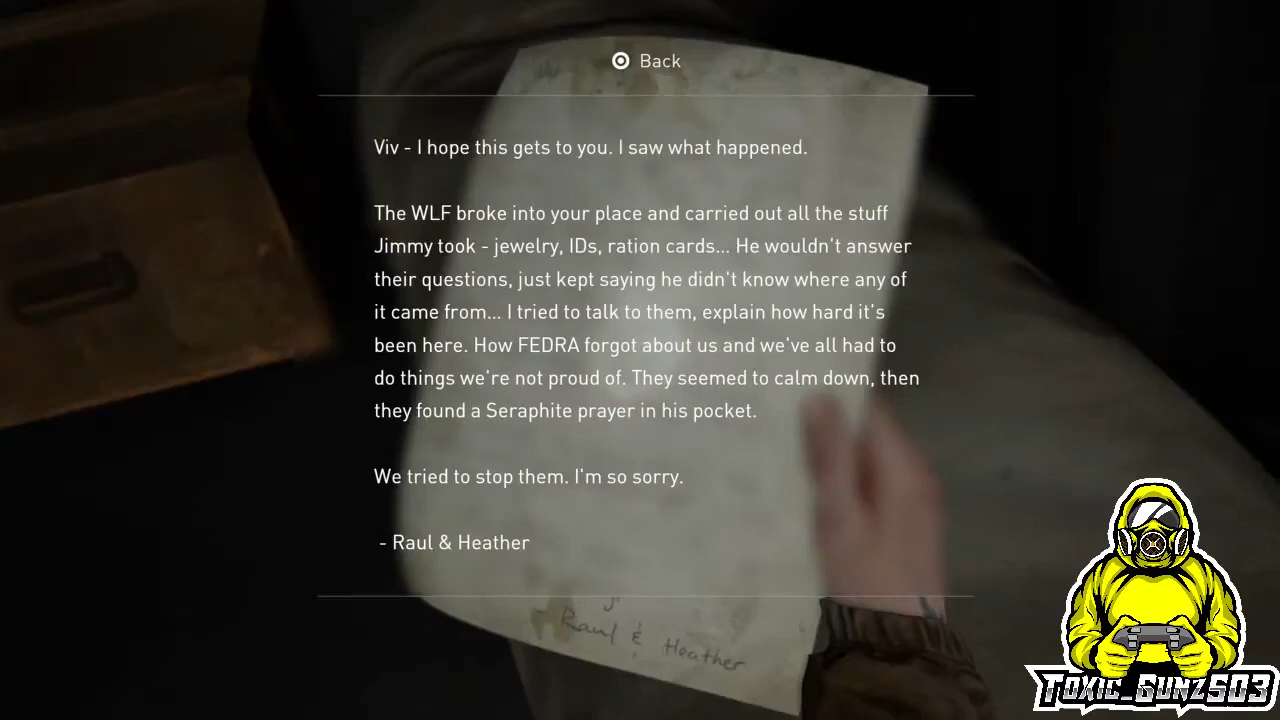 Back
Viv - I hope this gets to you. I saw what happened.
The WLF broke into your place and carried out all the stuff
Jimmy took - jewelry, IDs, ration cards... He wouldn't answer
their questions, just kept saying he didn't know where any of
it came from... I tried to talk to them, explain how hard it's
been here. How FEDRA forgot about us and we've all had to
do things we're not proud of. They seemed to calm down, then
they found a Seraphite prayer in his pocket.
We tried to stop them. I'm so sorry.
- Raul & Heather
Raul & Heather
TOXIC_GUNZ503